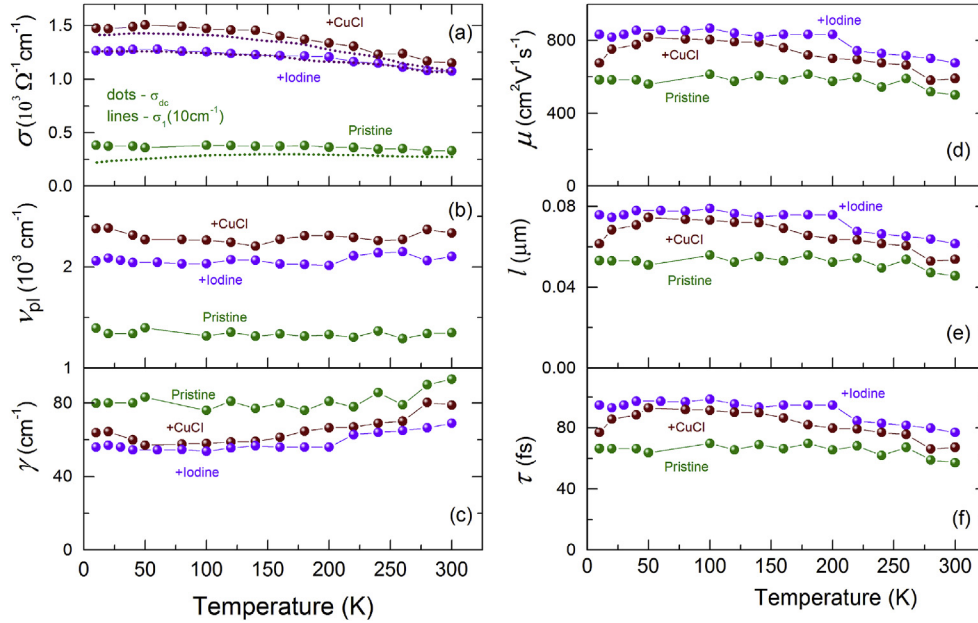 1.5
1.0
0.5
0.0
σ(10³ Ω⁻¹cm⁻¹)
+CuCl
(a)
+Iodine
dots - σdc
lines - σ₁(10cm⁻¹)
Pristine
2
1
νpl (10³ cm⁻¹)
(b)
+CuCl
+Iodine
Pristine
80
40
0
γ (cm⁻¹)
Pristine
+CuCl
+Iodine
(c)
0 50 100 150 200 250 300
Temperature (K)
800
400
0
μ (cm²V⁻¹s⁻¹)
+Iodine
+CuCl
Pristine
(d)
0.08
0.04
0.00
l (μm)
+Iodine
+CuCl
Pristine
(e)
80
40
0
τ (fs)
+Iodine
+CuCl
Pristine
(f)
0 50 100 150 200 250 300
Temperature (K)